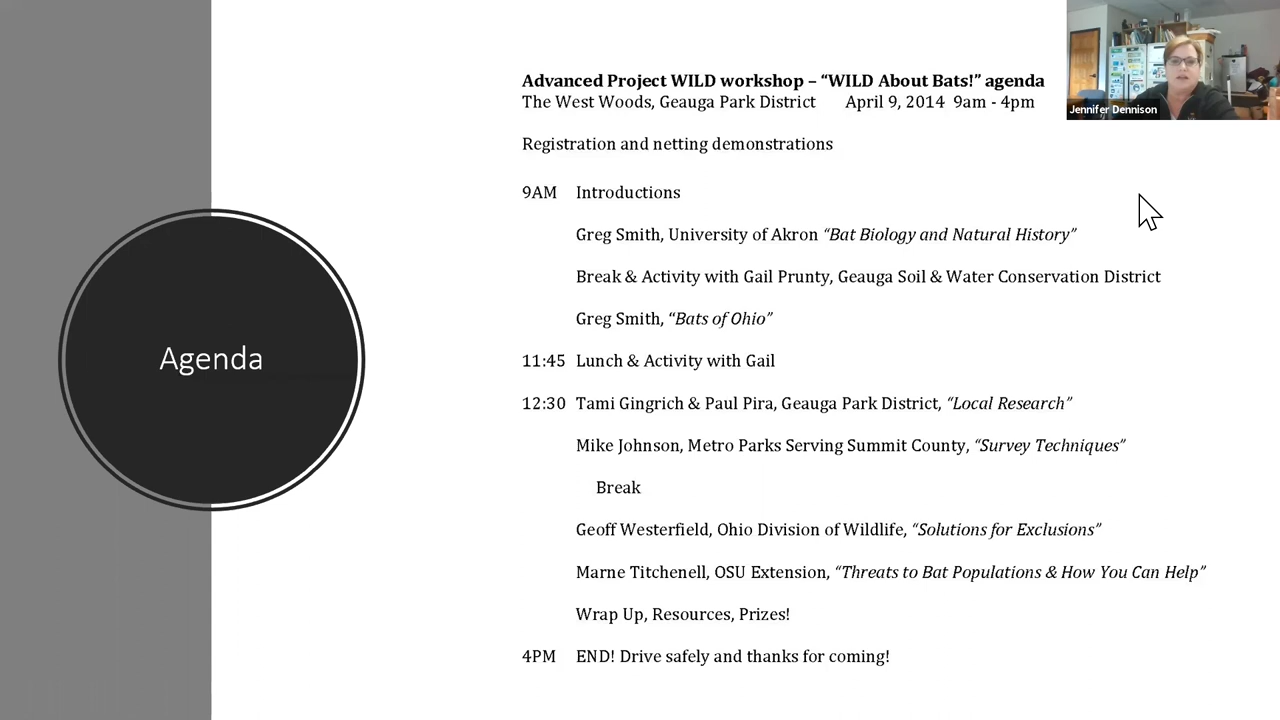 Advanced Project WILD workshop – “WILD About Bats!” agenda
The West Woods, Geauga Park District April 9, 2014 9am - 4pm
Jennifer Dennison
Registration and netting demonstrations
9AM Introductions
Greg Smith, University of Akron “Bat Biology and Natural History”
Break & Activity with Gail Prunty, Geauga Soil & Water Conservation District
Greg Smith, “Bats of Ohio”
Agenda
11:45 Lunch & Activity with Gail
12:30 Tami Gingrich & Paul Pira, Geauga Park District, “Local Research”
Mike Johnson, Metro Parks Serving Summit County, “Survey Techniques”
Break
Geoff Westerfield, Ohio Division of Wildlife, “Solutions for Exclusions”
Marne Titchenell, OSU Extension, “Threats to Bat Populations & How You Can Help”
Wrap Up, Resources, Prizes!
4PM END! Drive safely and thanks for coming!